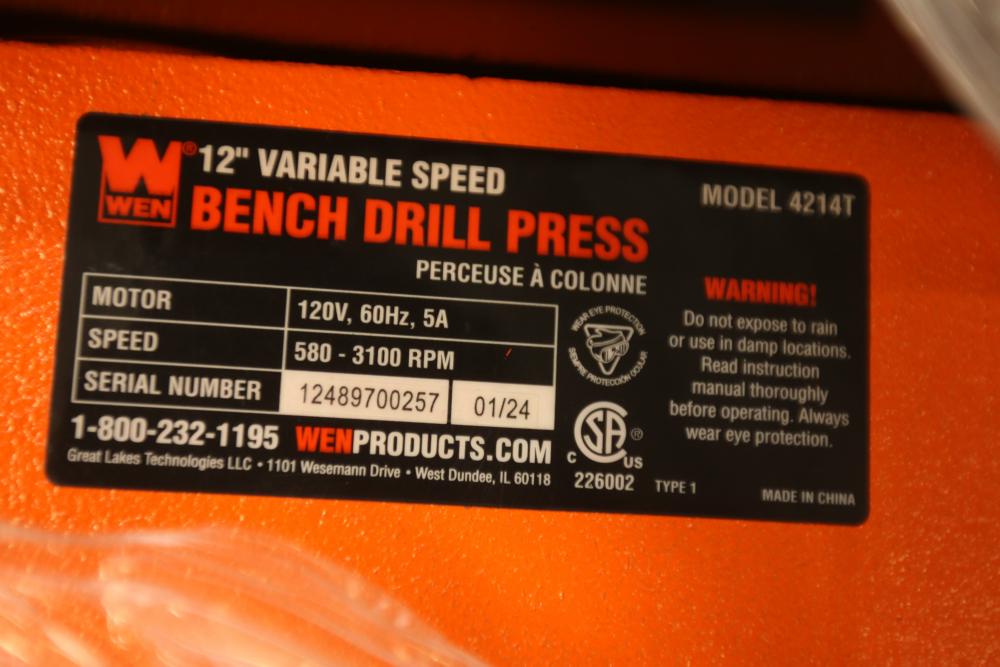 W®
WEN
12" VARIABLE SPEED
BENCH DRILL PRESS
PERCEUSE À COLONNE
MODEL 4214T
MOTOR 120V, 60Hz, 5A
SPEED 580 - 3100 RPM
SERIAL NUMBER 12489700257 01/24
1-800-232-1195 WENPRODUCTS.COM
Great Lakes Technologies LLC • 1101 Wesemann Drive • West Dundee, IL 60118
WEAR EYE PROTECTION
SIEMPRE PROTECCIÓN OCULAR
C SA® US
226002
TYPE 1
WARNING!
Do not expose to rain
or use in damp locations.
Read instruction
manual thoroughly
before operating. Always
wear eye protection.
MADE IN CHINA